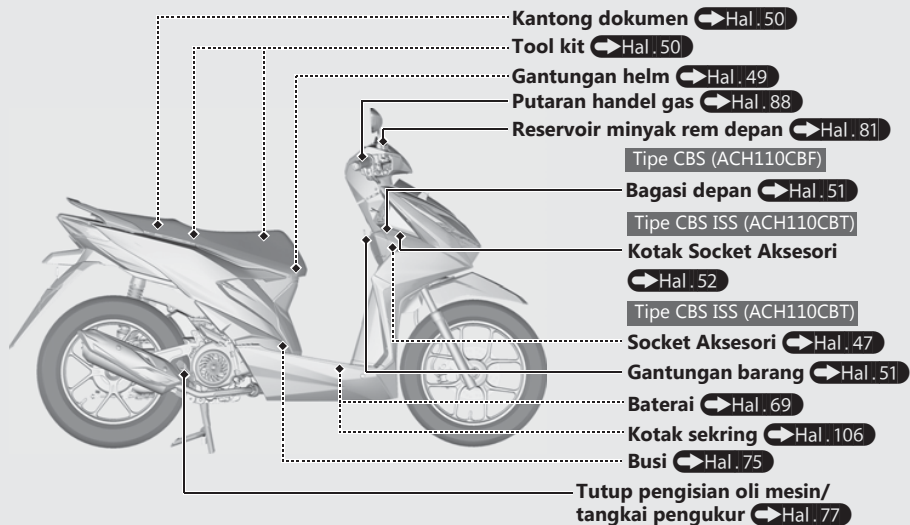 Kantong dokumen Hal. 50
Tool kit Hal. 50
Gantungan helm Hal. 49
Putaran handel gas Hal. 88
Reservoir minyak rem depan Hal. 81
Tipe CBS (ACH110CBF)
Bagasi depan Hal. 51
Tipe CBS ISS (ACH110CBT)
Kotak Socket Aksesori
Hal. 52
Tipe CBS ISS (ACH110CBT)
Socket Aksesori Hal. 47
Gantungan barang Hal. 51
Baterai Hal. 69
Kotak sekring Hal. 106
Busi Hal. 75
Tutup pengisian oli mesin/
tangkai pengukur Hal. 77